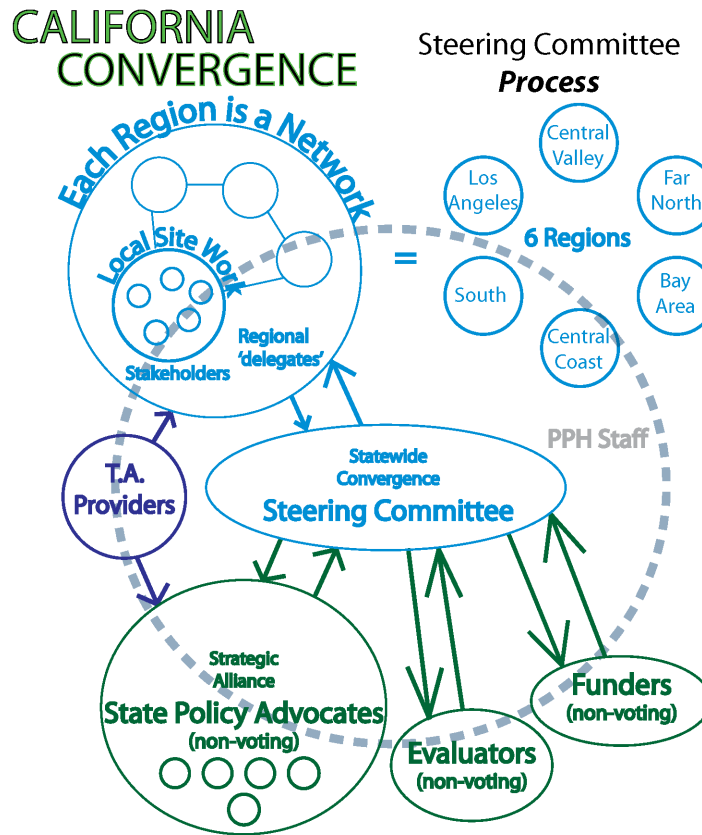 CALIFORNIA
CONVERGENCE
Steering Committee
Process
Each Region is a Network
Local Site Work
Stakeholders
Regional
‘delegates’
=
6 Regions
Central
Valley
Los
Angeles
Far
North
South
Bay
Area
Central
Coast
PPH Staff
T.A.
Providers
Statewide
Convergence
Steering Committee
Strategic
Alliance
State Policy Advocates
(non-voting)
Evaluators
(non-voting)
Funders
(non-voting)